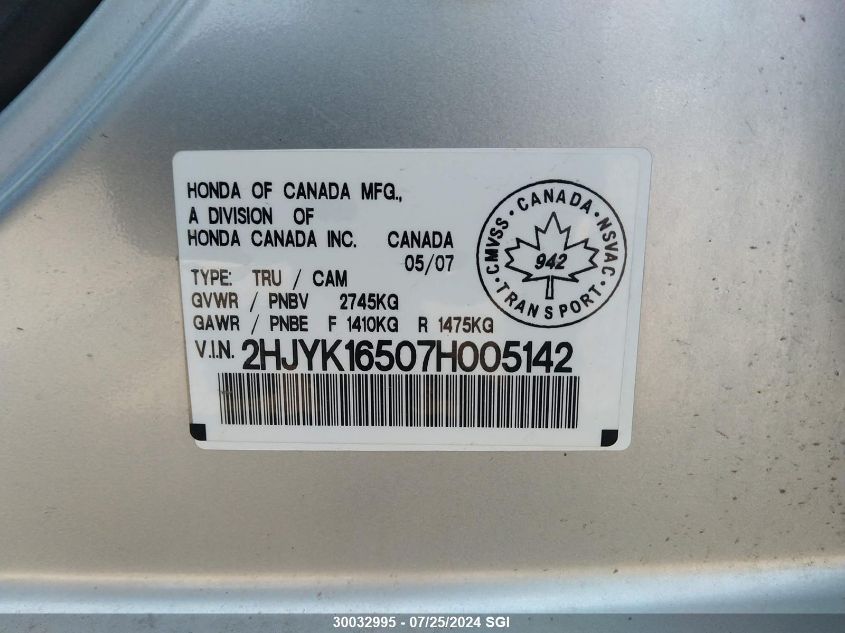 HONDA OF CANADA MFG.,
A DIVISION OF
HONDA CANADA INC. CANADA
05/07
TYPE: TRU / CAM
GVWR / PNBV 2745KG
GAWR / PNBE F 1410KG R 1475KG
V.I.N. 2HJYK16507H005142
CMVSS • CANADA • NSVAC
942
• TRANSPORT •
30032995 - 07/25/2024 SGI